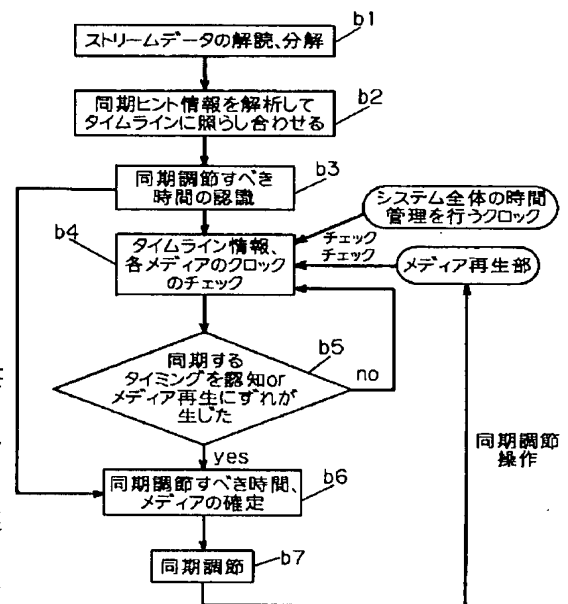 b1
ストリームデータの解読、分解
b2
同期ヒント情報を解析して
タイムラインに照らし合わせる
b3
同期調節すべき
時間の認識
システム全体の時間
管理を行うクロック
b4
タイムライン情報、
各メディアのクロック
のチェック
チェック
チェック
メディア再生部
b5
同期する
タイミングを認知or
メディア再生にずれが
生じた
no
yes
同期調節
操作
b6
同期調節すべき時間、
メディアの確定
b7
同期調節